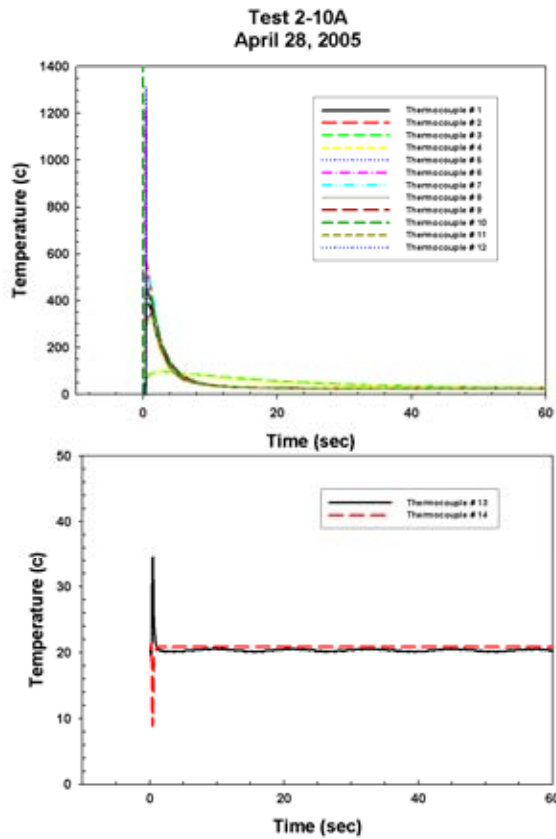 Test 2-10A
April 28, 2005
1400
1200
1000
800
600
400
200
0
Temperature (c)
Thermocouple # 1
Thermocouple # 2
Thermocouple # 3
Thermocouple # 4
Thermocouple # 5
Thermocouple # 6
Thermocouple # 7
Thermocouple # 8
Thermocouple # 9
Thermocouple # 10
Thermocouple # 11
Thermocouple # 12
0 20 40 60
Time (sec)
50
40
30
20
10
0
Temperature (c)
Thermocouple # 13
Thermocouple # 14
0 20 40 60
Time (sec)